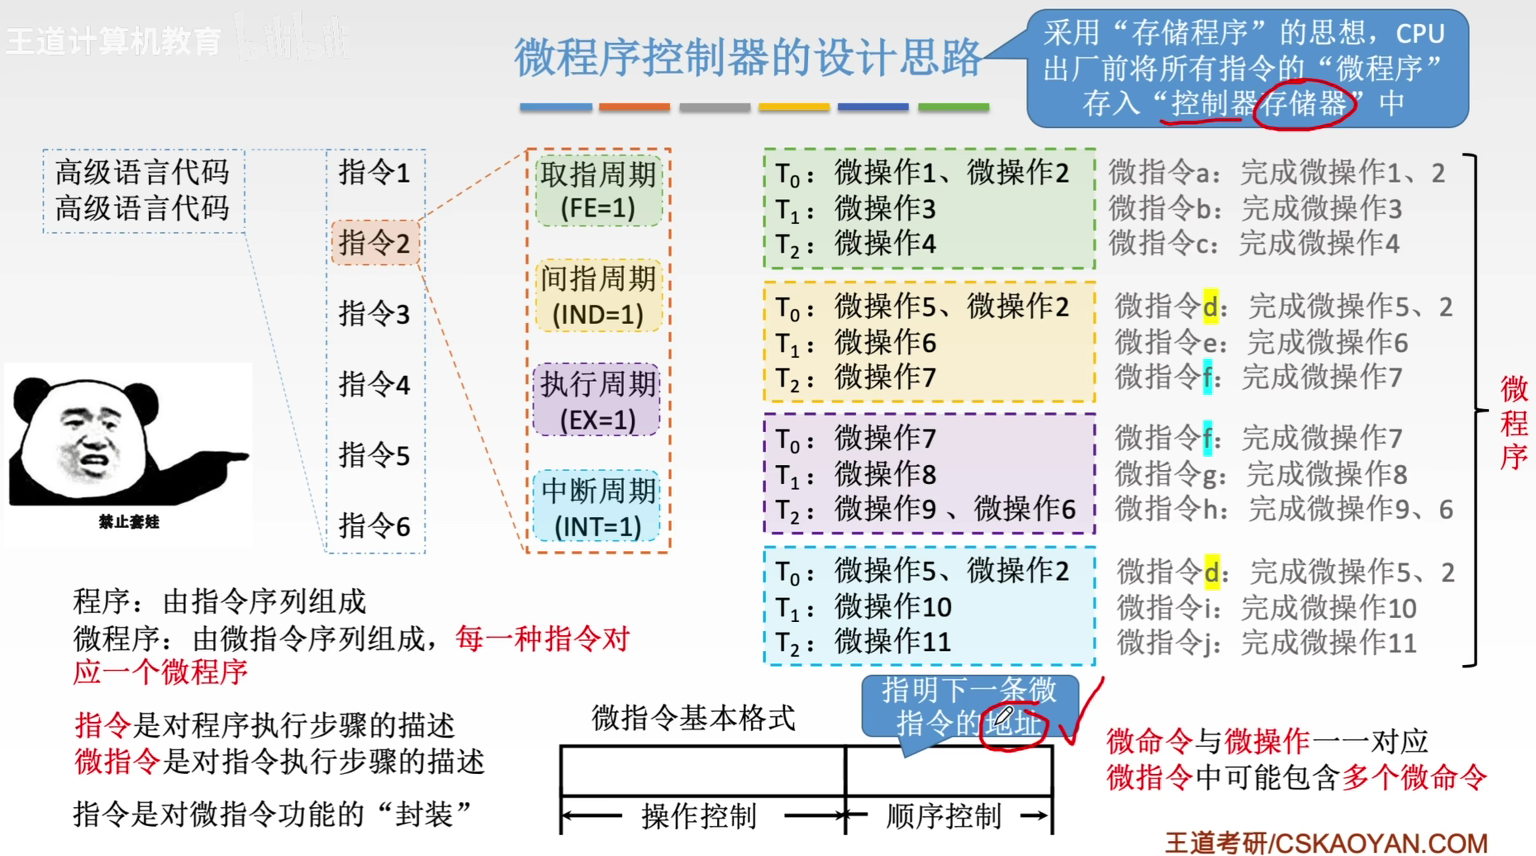 王道计算机教育
微程序控制器的设计思路
采用“存储程序”的思想，CPU
出厂前将所有指令的“微程序”
存入“控制器存储器”中
高级语言代码
高级语言代码
指令1
指令2
指令3
指令4
指令5
指令6
取指周期
(FE=1)
间指周期
(IND=1)
执行周期
(EX=1)
中断周期
(INT=1)
T0：微操作1、微操作2
T1：微操作3
T2：微操作4
T0：微操作5、微操作2
T1：微操作6
T2：微操作7
T0：微操作7
T1：微操作8
T2：微操作9 、微操作6
T0：微操作5、微操作2
T1：微操作10
T2：微操作11
微指令a：完成微操作1、2
微指令b：完成微操作3
微指令c：完成微操作4
微指令d：完成微操作5、2
微指令e：完成微操作6
微指令f：完成微操作7
微指令f：完成微操作7
微指令g：完成微操作8
微指令h：完成微操作9、6
微指令d：完成微操作5、2
微指令i：完成微操作10
微指令j：完成微操作11
微程序
禁止套娃
程序：由指令序列组成
微程序：由微指令序列组成，每一种指令对
应一个微程序
指令是对程序执行步骤的描述
微指令是对指令执行步骤的描述
指令是对微指令功能的“封装”
微指令基本格式
指明下一条微
指令的地址
操作控制
顺序控制
微命令与微操作一一对应
微指令中可能包含多个微命令
王道考研/CSKAOYAN.COM